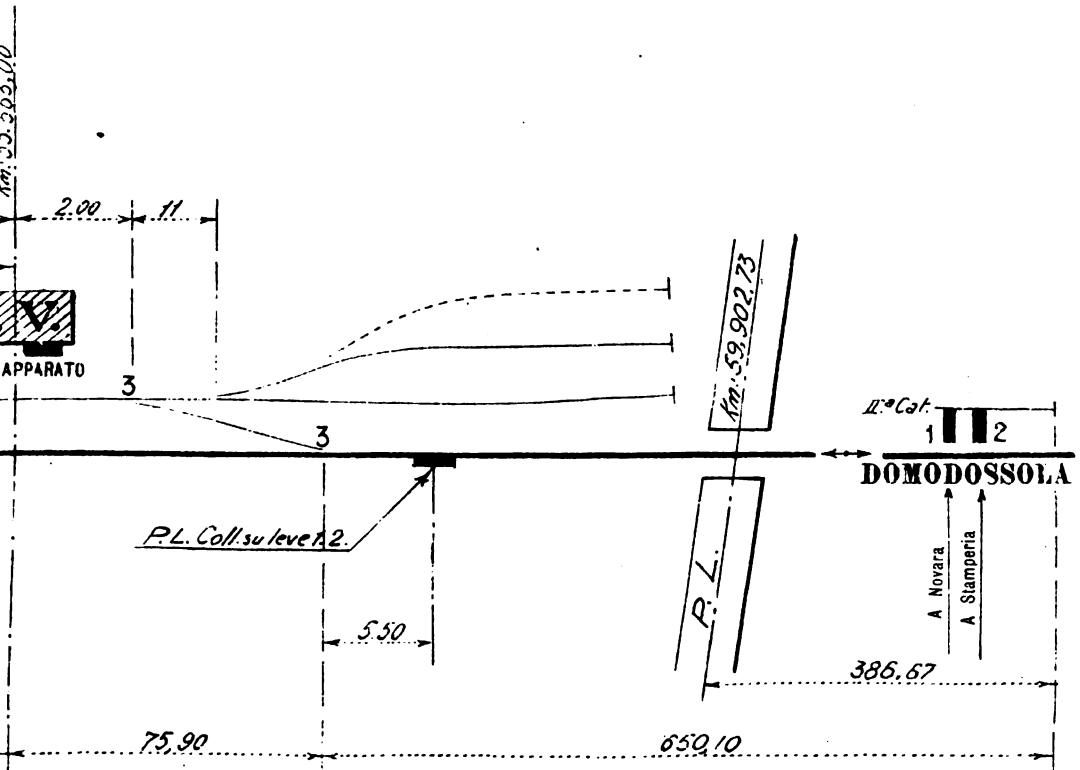 2.00
11
V.
APPARATO
3
3
Km: 59,902.73
II.ª Cat.
1
2
DOMODOSSOLA
P.L. Coll. su leve 1.2.
P. L.
A Novara
A Stamperia
5.50
386,67
75,90
650,10